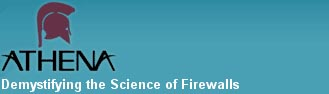 ATHENA
Demystifying the Science of Firewalls